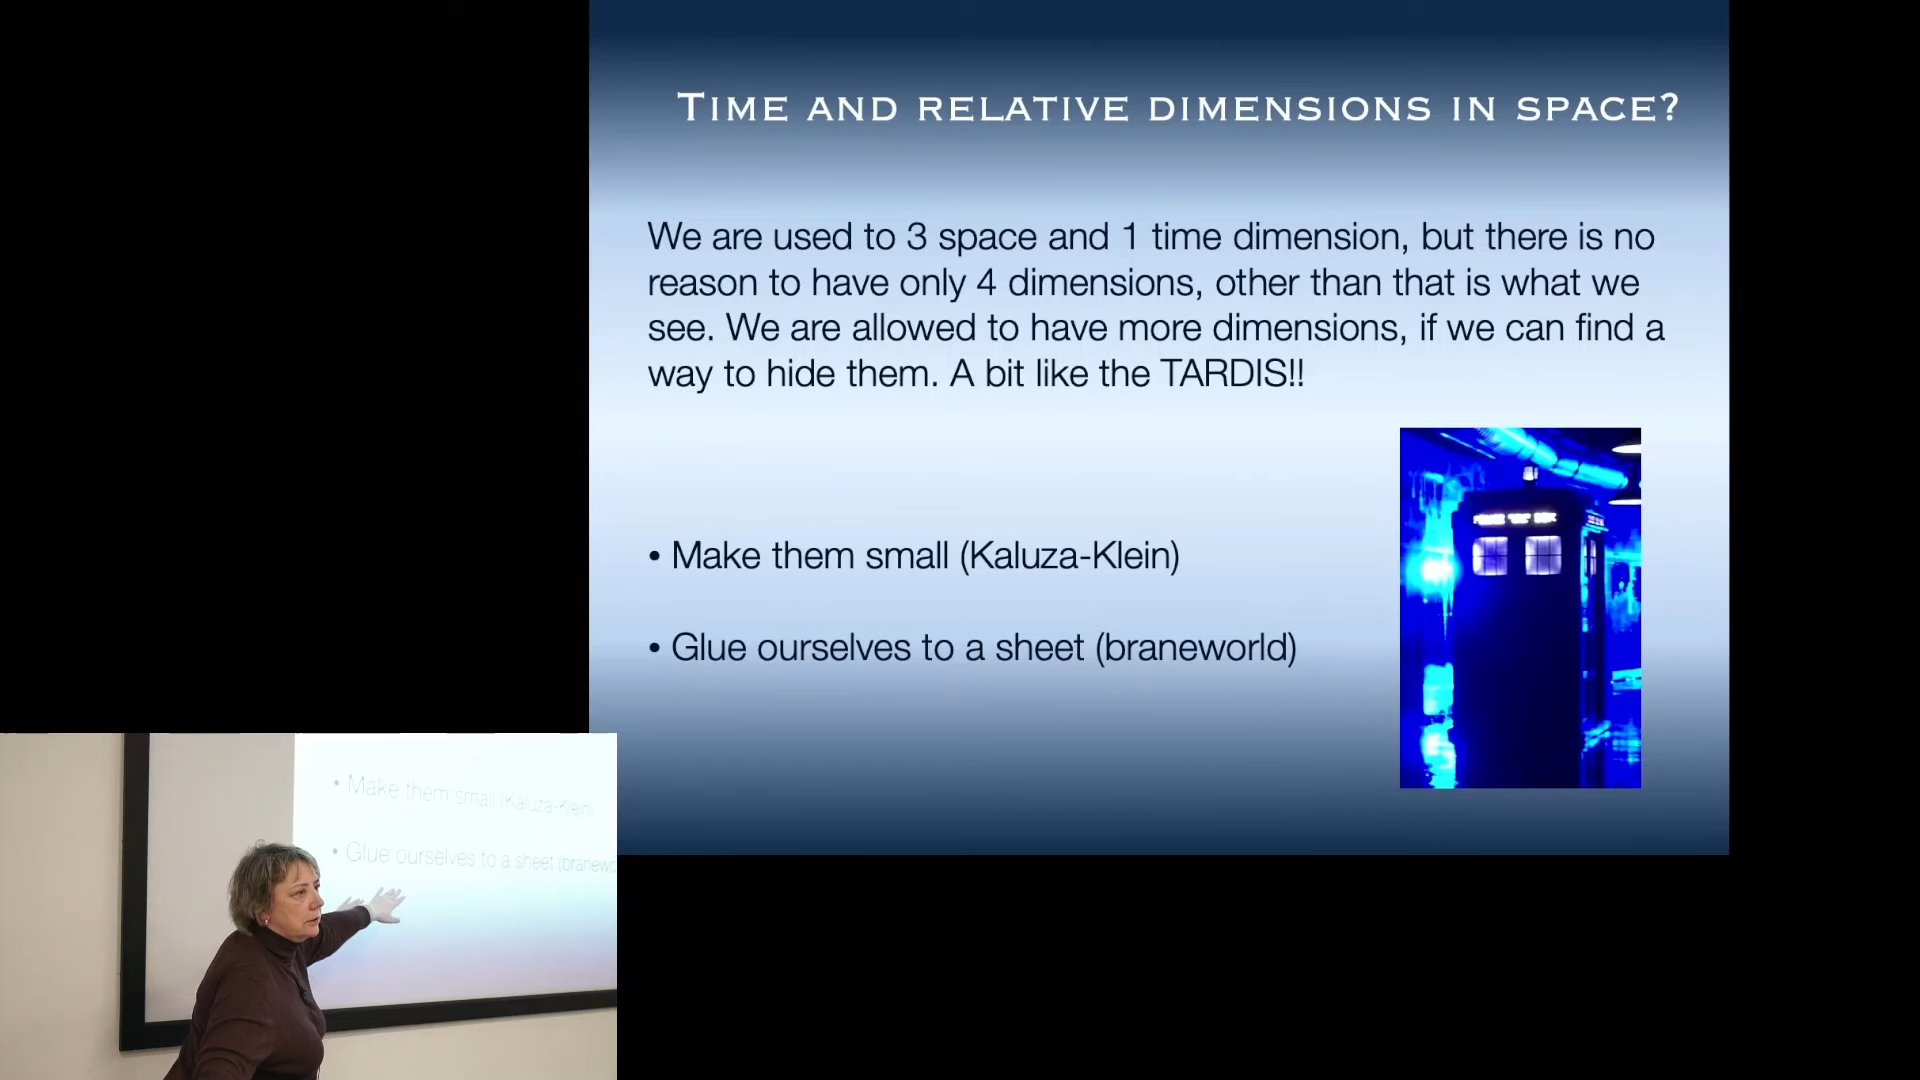 TIME AND RELATIVE DIMENSIONS IN SPACE?
We are used to 3 space and 1 time dimension, but there is no
reason to have only 4 dimensions, other than that is what we
see. We are allowed to have more dimensions, if we can find a
way to hide them. A bit like the TARDIS!!
• Make them small (Kaluza-Klein)
• Glue ourselves to a sheet (braneworld)
• Make them small (Kaluza-Klein)
• Glue ourselves to a sheet